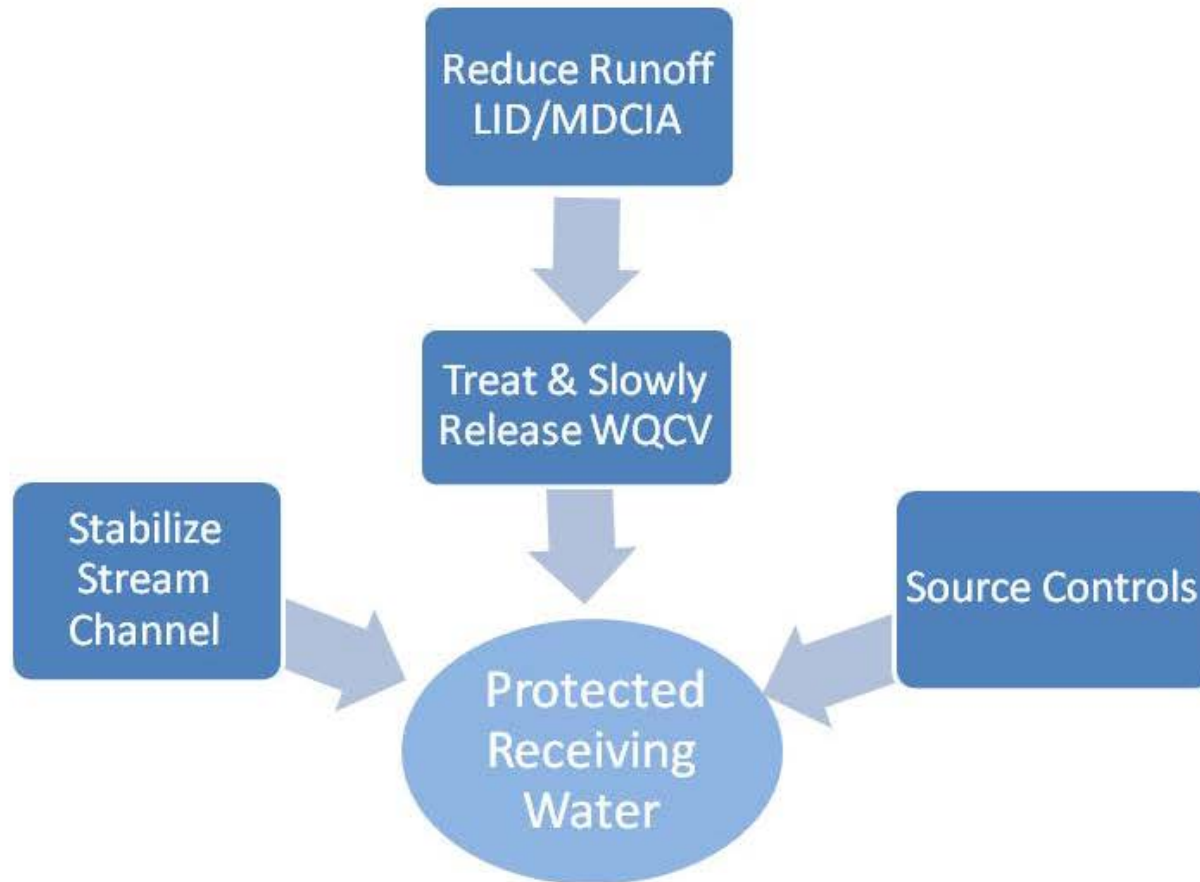 Reduce Runoff
LID/MDCIA
Treat & Slowly
Release WQCV
Stabilize
Stream
Channel
Source Controls
Protected
Receiving
Water